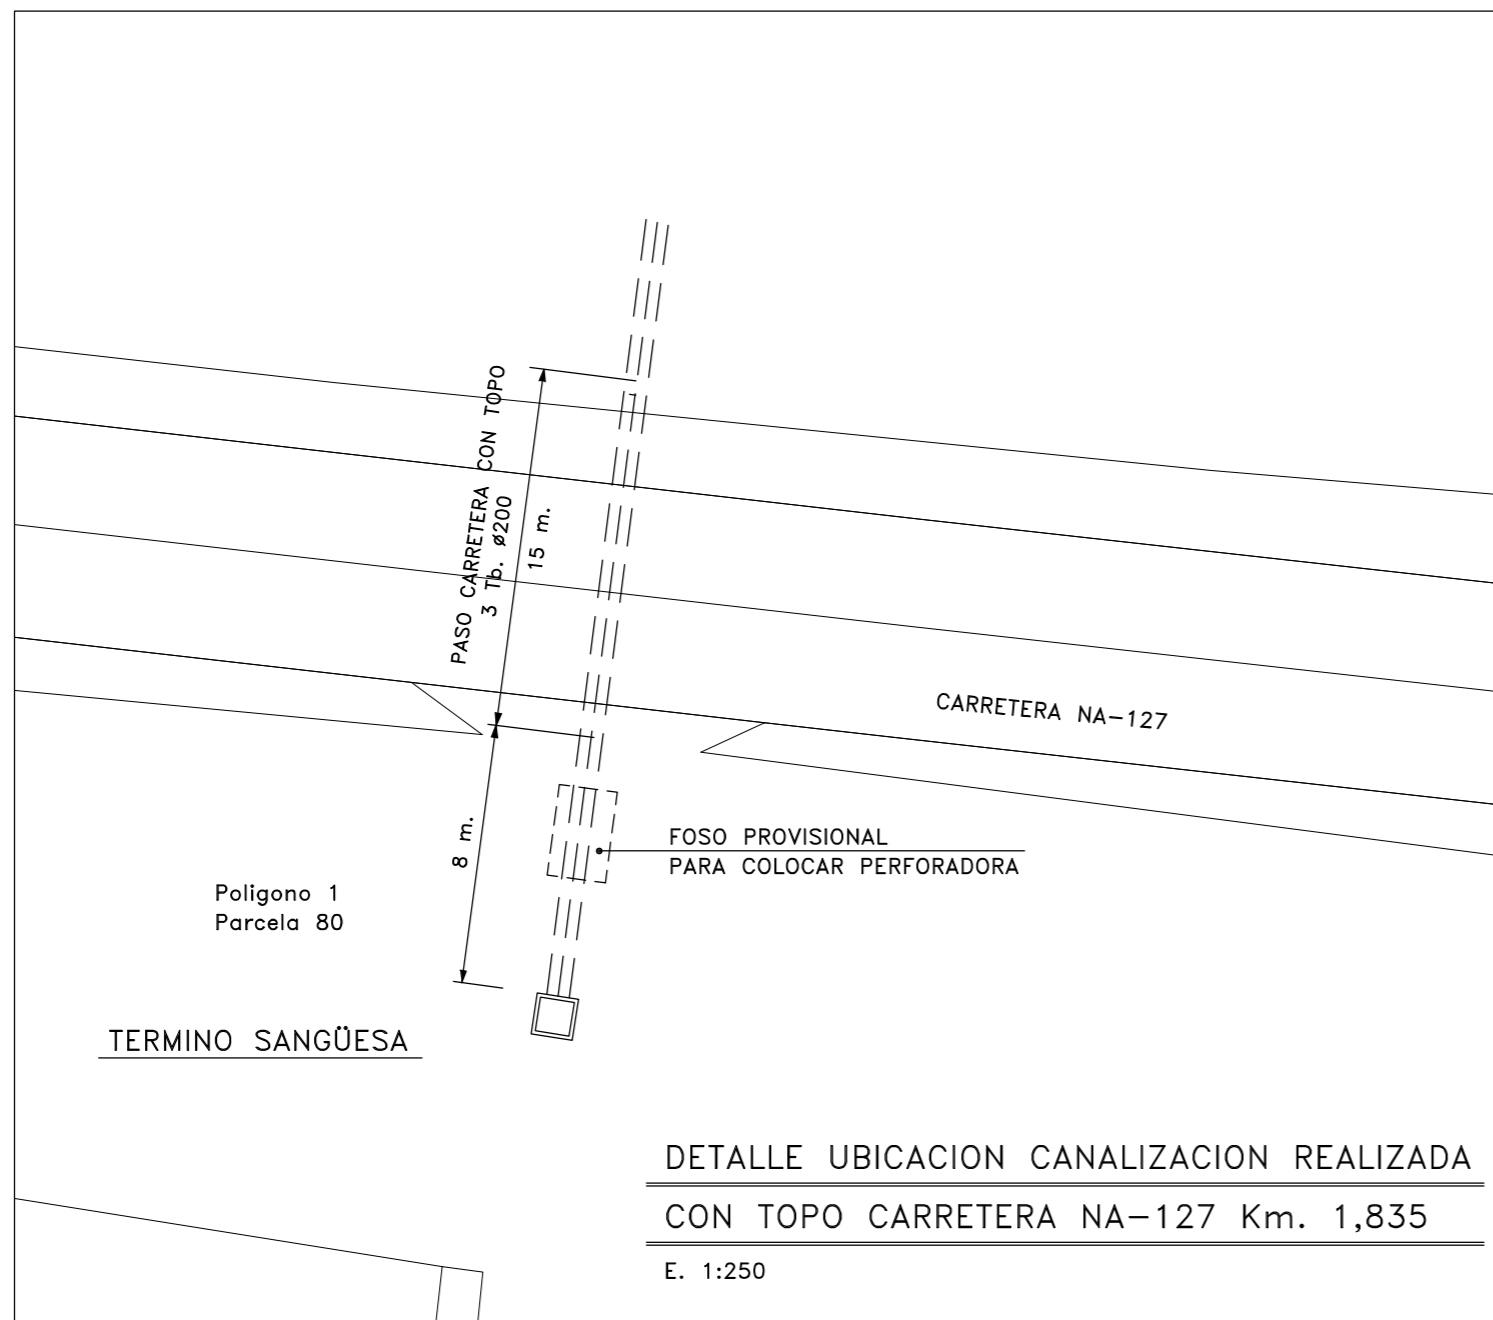 PASO CARRETERA CON TOPO
3 Tb. ø200
15 m.
CARRETERA NA-127
8 m.
FOSO PROVISIONAL
PARA COLOCAR PERFORADORA
Poligono 1
Parcela 80
TERMINO SANGÜESA
DETALLE UBICACION CANALIZACION REALIZADA
CON TOPO CARRETERA NA-127 Km. 1,835
E. 1:250